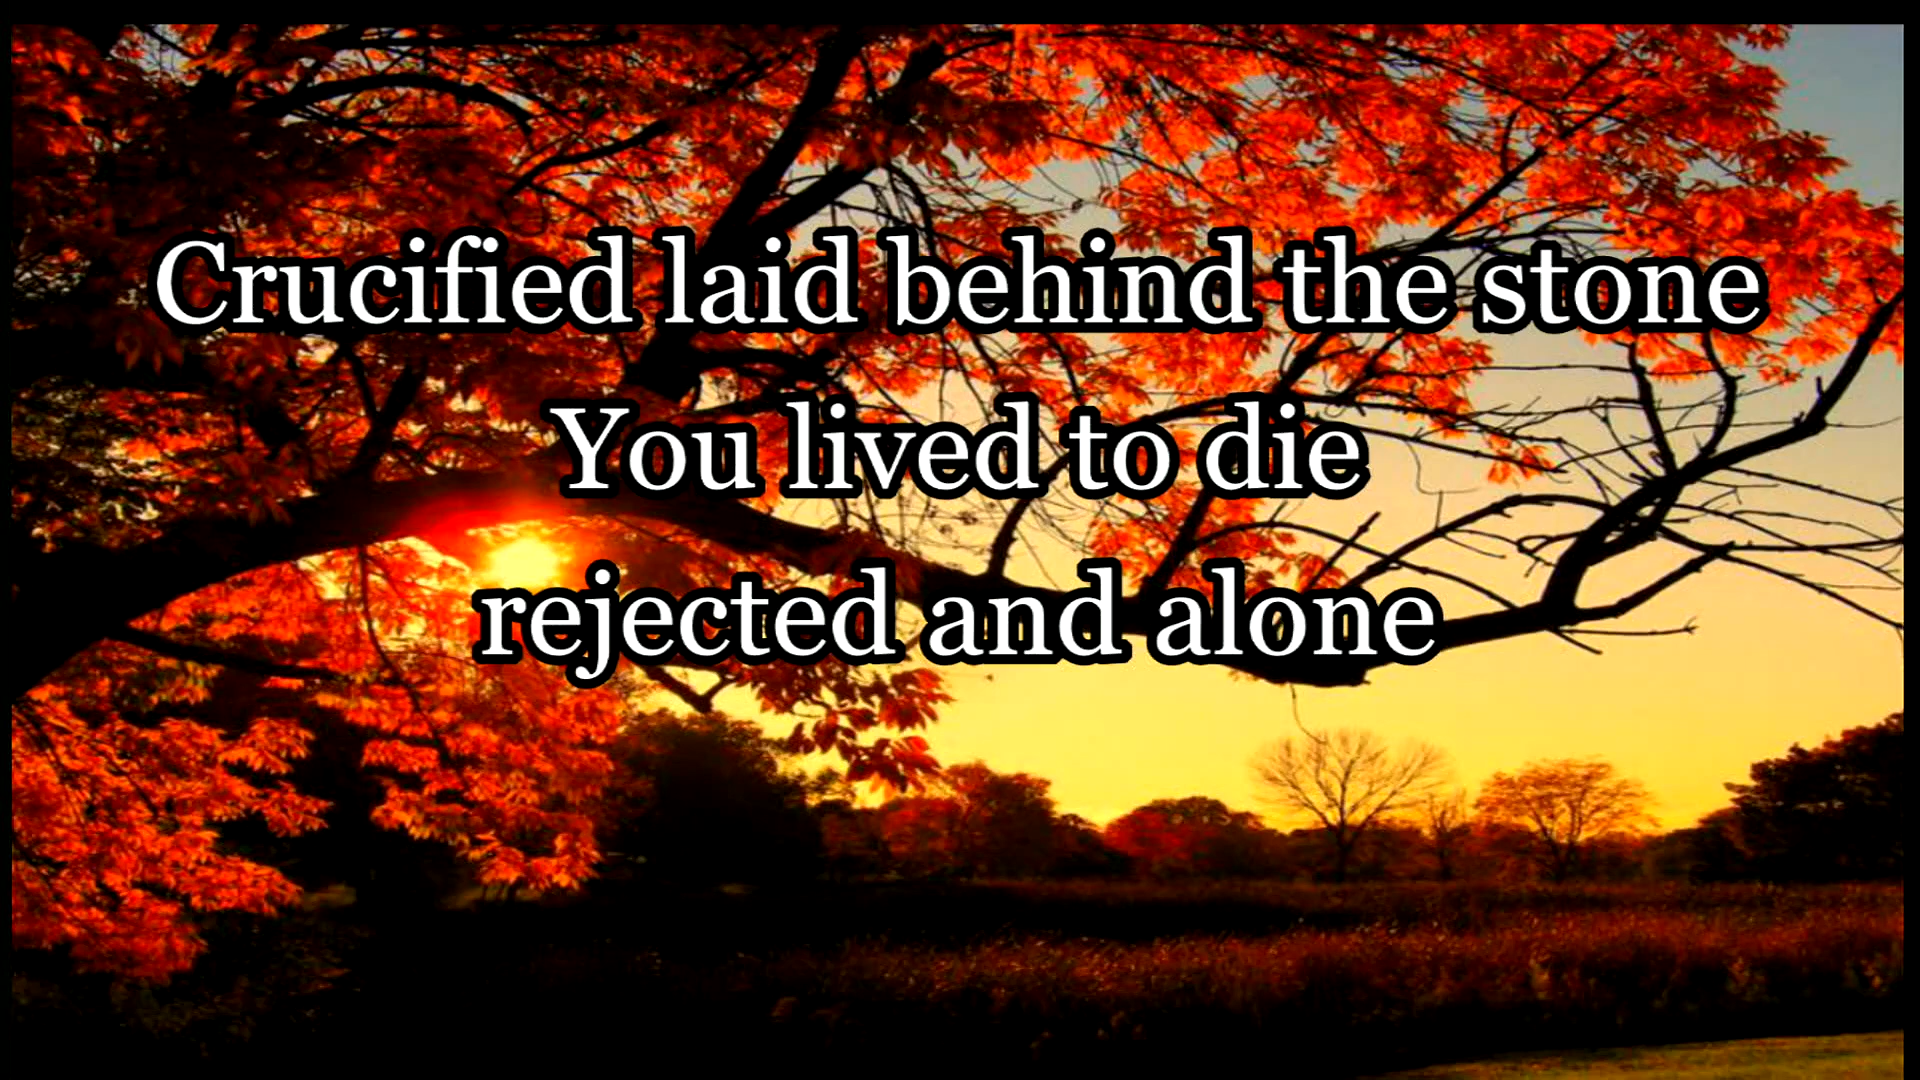 Crucified laid behind the stone
You lived to die
rejected and alone